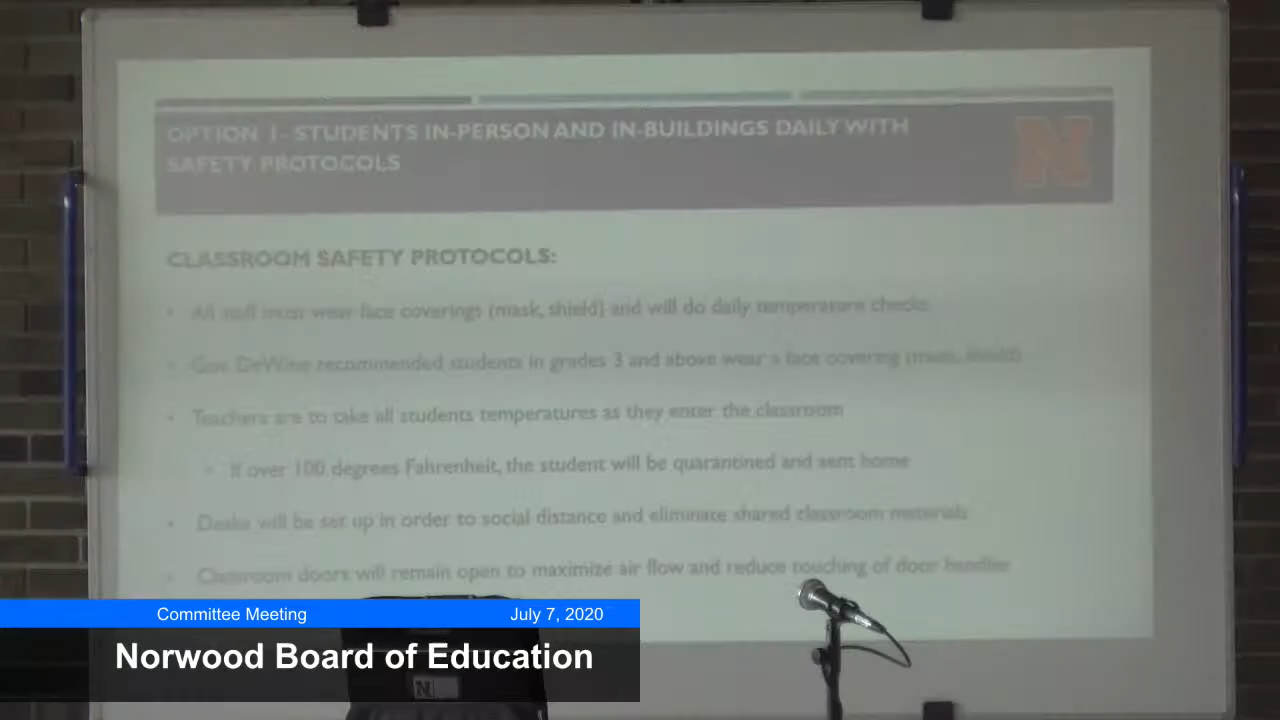 OPTION 1- STUDENTS IN-PERSON AND IN-BUILDINGS DAILY WITH
SAFETY PROTOCOLS
N
CLASSROOM SAFETY PROTOCOLS:
• All staff must wear face coverings (mask, shield) and will do daily temperature checks
• Gov. DeWine recommended students in grades 3 and above wear a face covering (mask, shield)
• Teachers are to take all students temperatures as they enter the classroom
• If over 100 degrees Fahrenheit, the student will be quarantined and sent home
• Desks will be set up in order to social distance and eliminate shared classroom materials
• Classroom doors will remain open to maximize air flow and reduce touching of door handles
Committee Meeting July 7, 2020
Norwood Board of Education
N